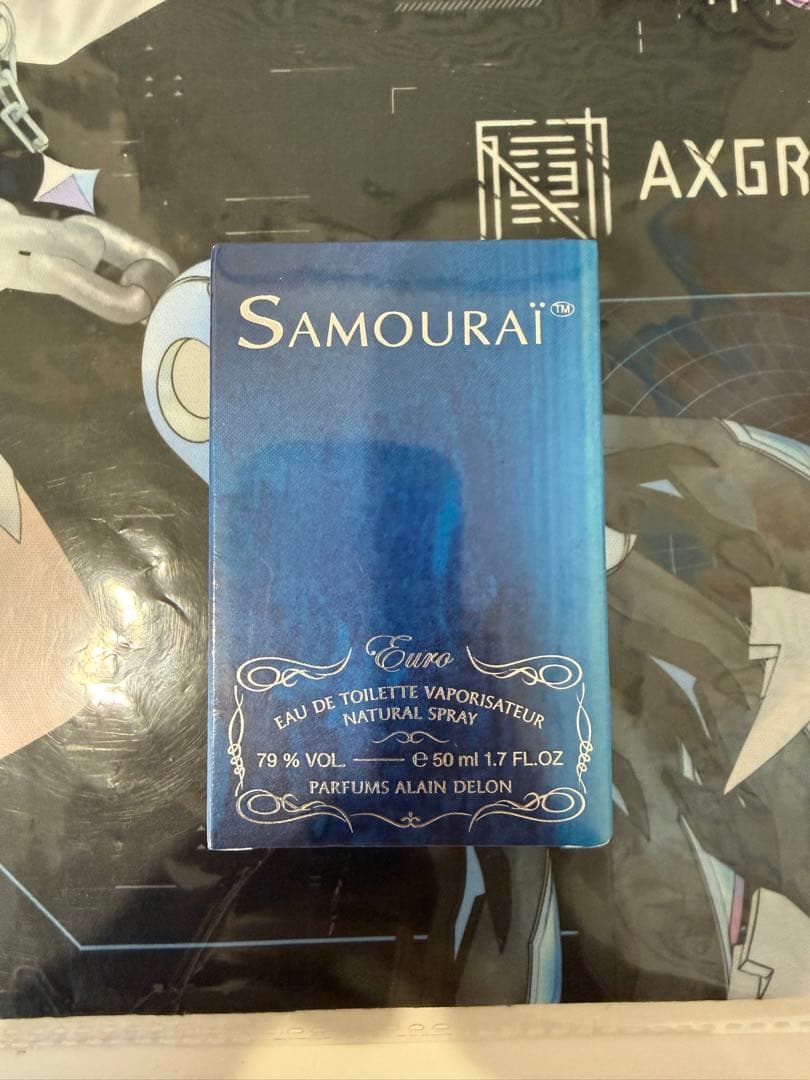 AXGR
SAMOURAÏ™
Euro
EAU DE TOILETTE VAPORISATEUR
NATURAL SPRAY
79 % VOL. ——— ℮ 50 ml 1.7 FL.OZ
PARFUMS ALAIN DELON